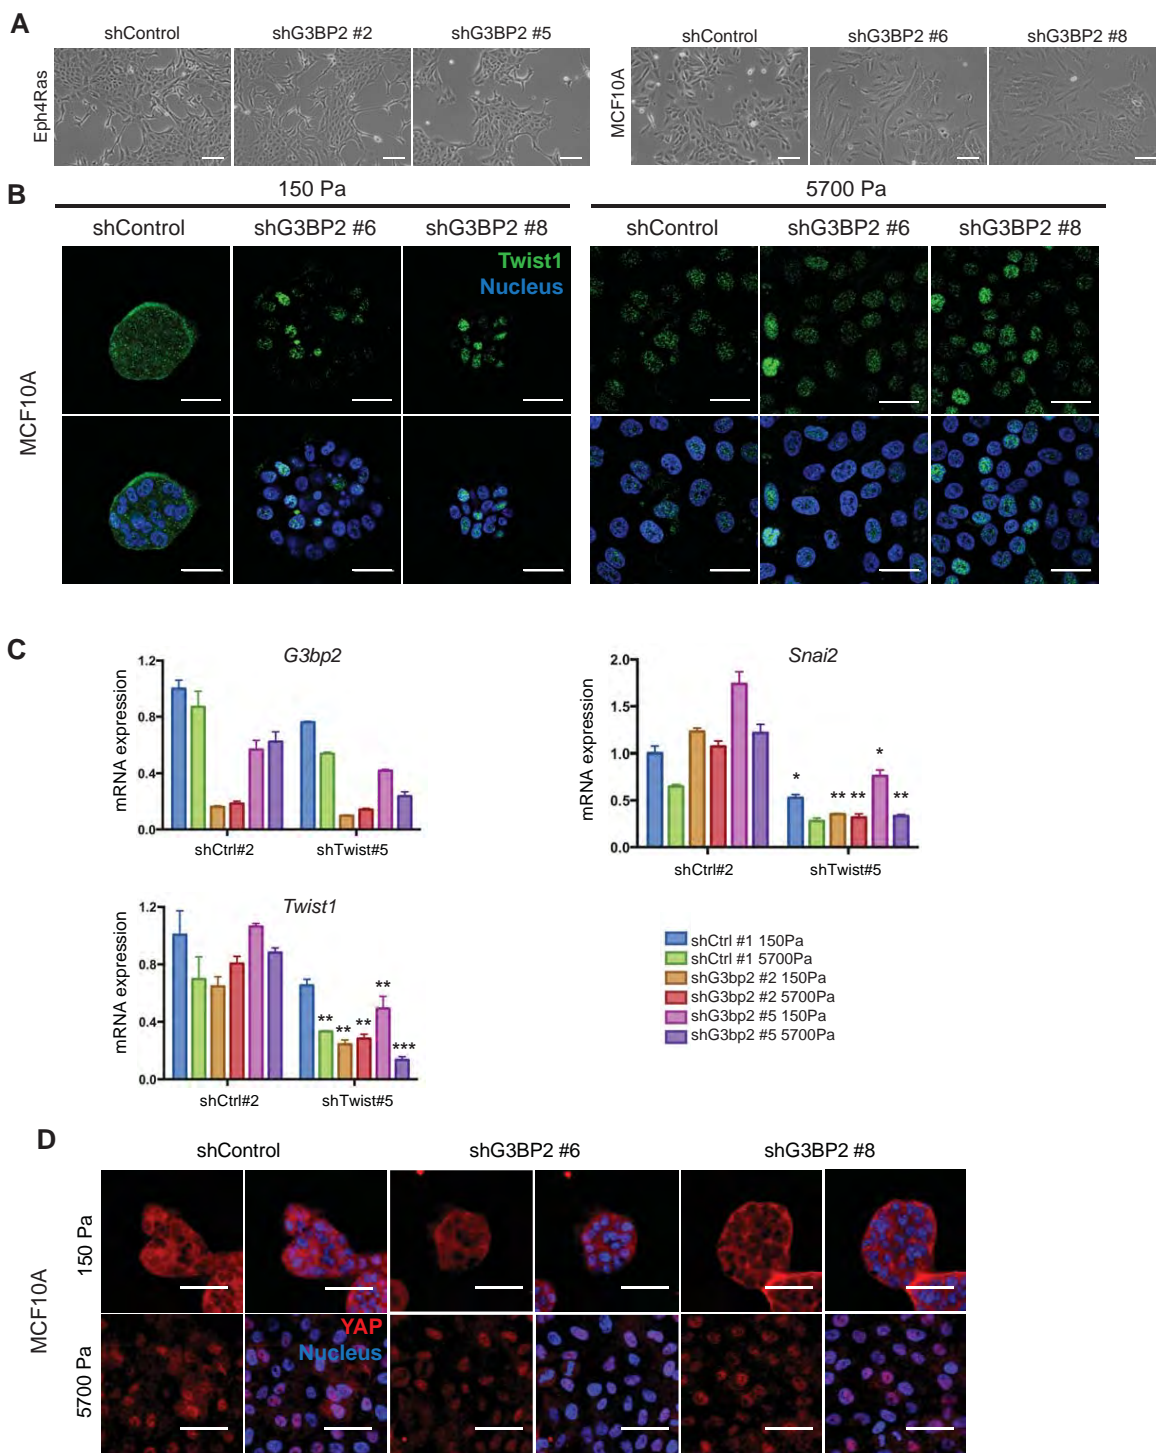 A
shControl shG3BP2 #2 shG3BP2 #5 shControl shG3BP2 #6 shG3BP2 #8
Eph4Ras
MCF10A
B
150 Pa 5700 Pa
shControl shG3BP2 #6 shG3BP2 #8 shControl shG3BP2 #6 shG3BP2 #8
Twist1
Nucleus
MCF10A
C
G3bp2
mRNA expression
1.2
0.8
0.4
0.0
shCtrl#2 shTwist#5
Snai2
mRNA expression
2.0
1.5
1.0
0.5
0.0
* ** ** * **
shCtrl#2 shTwist#5
Twist1
mRNA expression
1.2
0.8
0.4
0.0
** ** ** ** ***
shCtrl#2 shTwist#5
shCtrl #1 150Pa
shCtrl #1 5700Pa
shG3bp2 #2 150Pa
shG3bp2 #2 5700Pa
shG3bp2 #5 150Pa
shG3bp2 #5 5700Pa
D
shControl shG3BP2 #6 shG3BP2 #8
MCF10A
150 Pa
5700 Pa
YAP
Nucleus